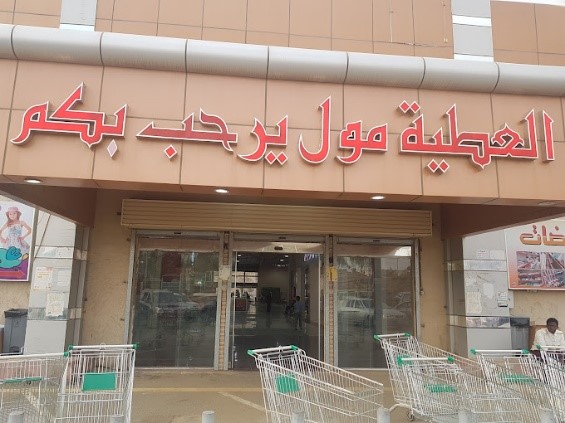 العطية مول يرحب بكم